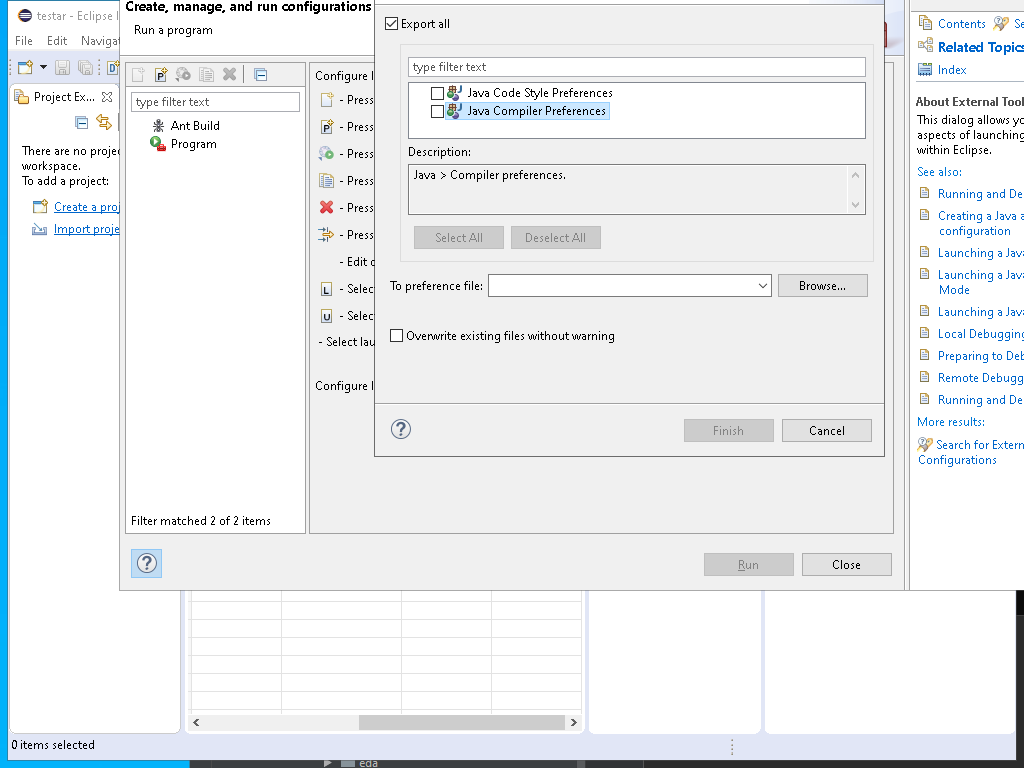 testar - Eclipse I
File Edit Navigat
Project Ex...
There are no projec
workspace.
To add a project:
Create a proj
Import proje
0 items selected
Create, manage, and run configurations
Run a program
type filter text
Ant Build
Program
Filter matched 2 of 2 items
Configure l
- Press
- Press
- Press
- Press
- Press
- Press
- Edit c
- Selec
- Selec
- Select lau
Configure l
Run
Close
Export all
type filter text
Java Code Style Preferences
Java Compiler Preferences
Description:
Java > Compiler preferences.
Select All
Deselect All
To preference file:
Browse...
Overwrite existing files without warning
Finish
Cancel
Contents
Se
Related Topics
Index
About External Tool
This dialog allows yo
aspects of launching
within Eclipse.
See also:
Running and De
Creating a Java a
configuration
Launching a Java
Launching a Java
Mode
Launching a Java
Local Debugging
Preparing to Deb
Remote Debugg
Running and De
More results:
Search for Extern
Configurations
eda